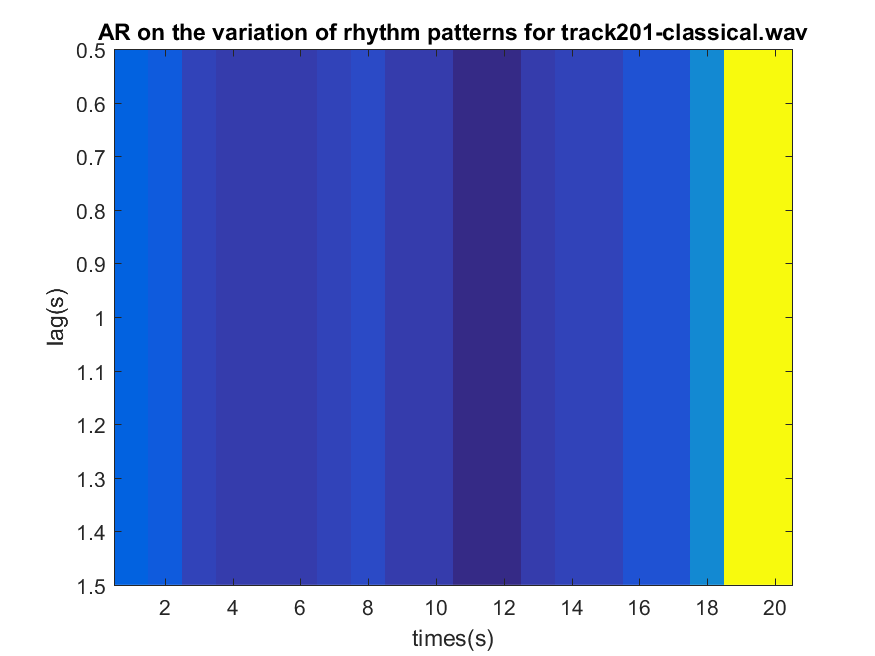 AR on the variation of rhythm patterns for track201-classical.wav
0.5
0.6
0.7
0.8
0.9
1
1.1
1.2
1.3
1.4
1.5
lag(s)
2 4 6 8 10 12 14 16 18 20
times(s)